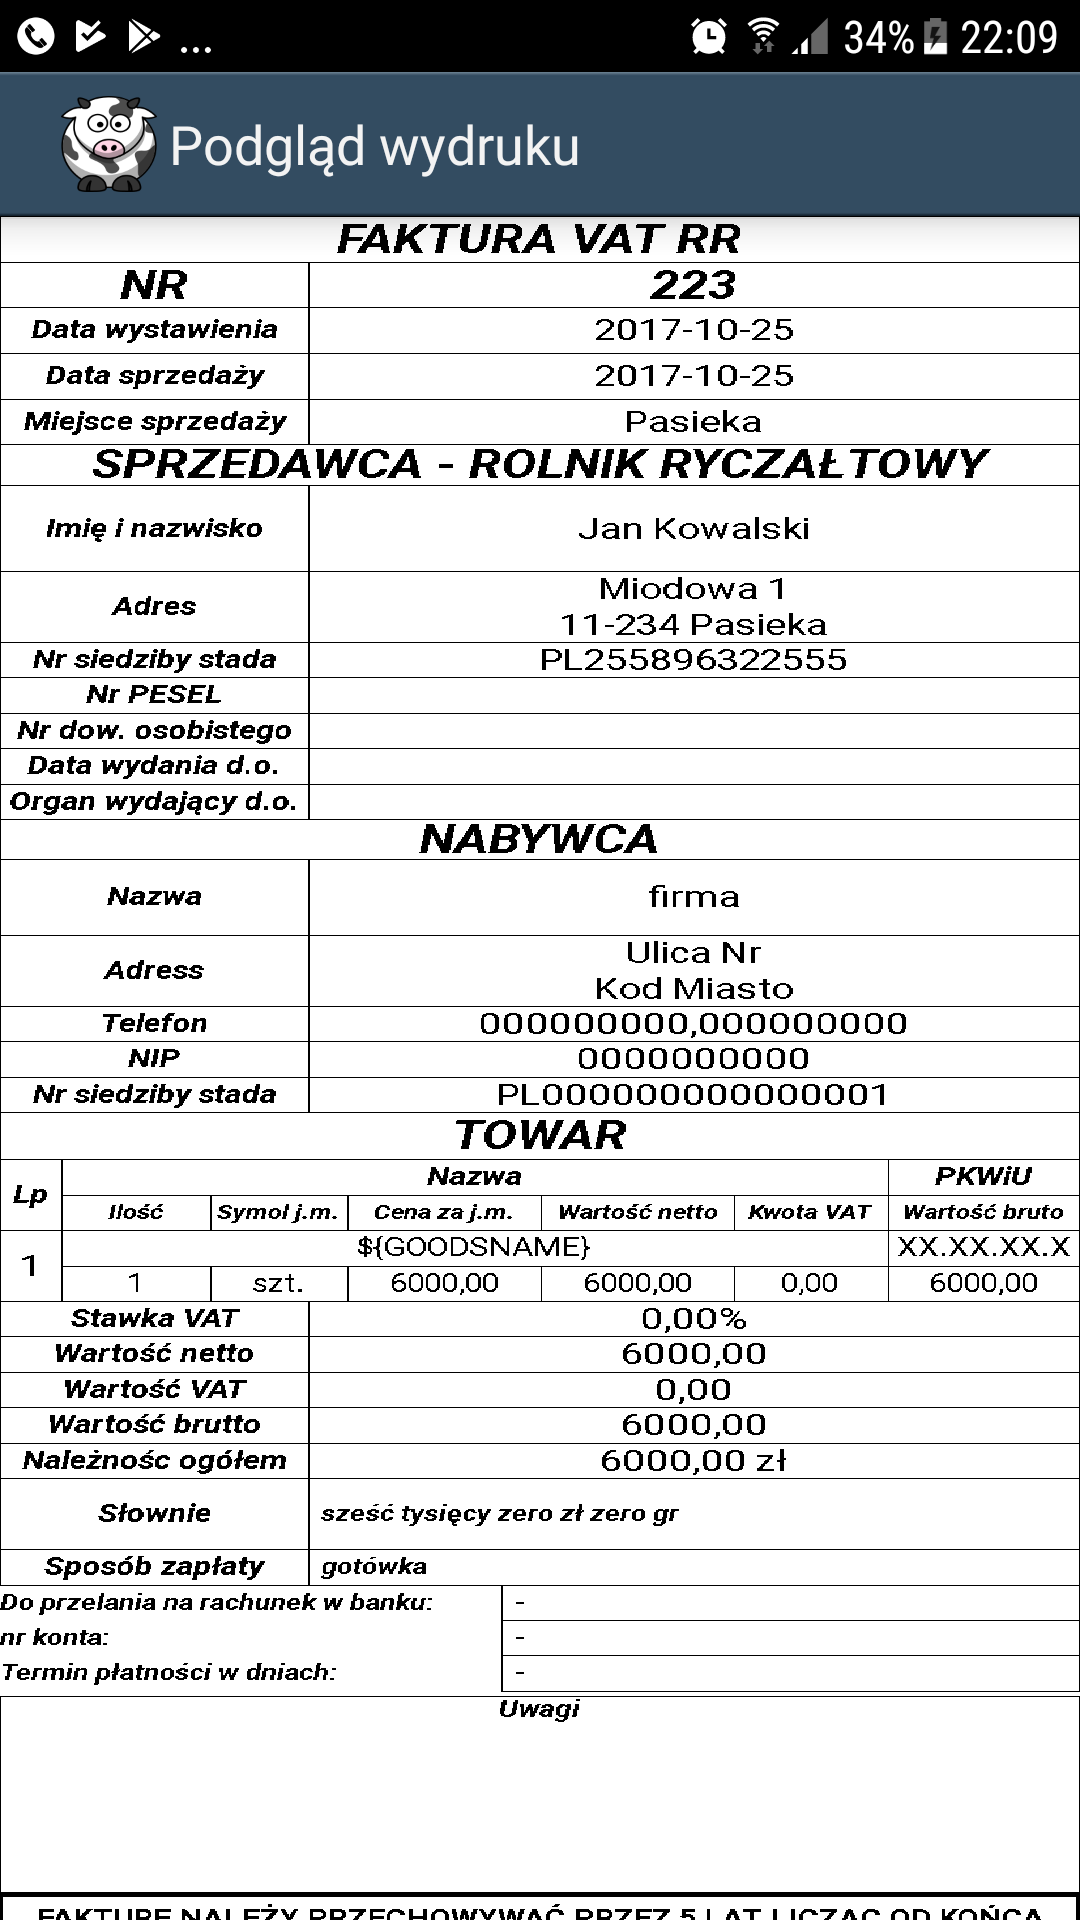 ... 34% 22:09
Podgląd wydruku
FAKTURA VAT RR
NR 223
Data wystawienia 2017-10-25
Data sprzedaży 2017-10-25
Miejsce sprzedaży Pasieka
SPRZEDAWCA - ROLNIK RYCZAŁTOWY
Imię i nazwisko Jan Kowalski
Adres Miodowa 1
11-234 Pasieka
Nr siedziby stada PL255896322555
Nr PESEL
Nr dow. osobistego
Data wydania d.o.
Organ wydający d.o.
NABYWCA
Nazwa firma
Adress Ulica Nr
Kod Miasto
Telefon 000000000,000000000
NIP 0000000000
Nr siedziby stada PL000000000000001
TOWAR
Lp Nazwa PKWiU
Ilość Symol j.m. Cena za j.m. Wartość netto Kwota VAT Wartość bruto
1 ${GOODSNAME} XX.XX.XX.X
1 szt. 6000,00 6000,00 0,00 6000,00
Stawka VAT 0,00%
Wartość netto 6000,00
Wartość VAT 0,00
Wartość brutto 6000,00
Należnośc ogółem 6000,00 zł
Słownie sześć tysięcy zero zł zero gr
Sposób zapłaty gotówka
Do przelania na rachunek w banku: -
nr konta: -
Termin płatności w dniach: -
Uwagi
FAKTURĘ NALEŻY PRZECHOWYWAĆ PRZEZ 5 LAT LICZĄC OD KOŃCA